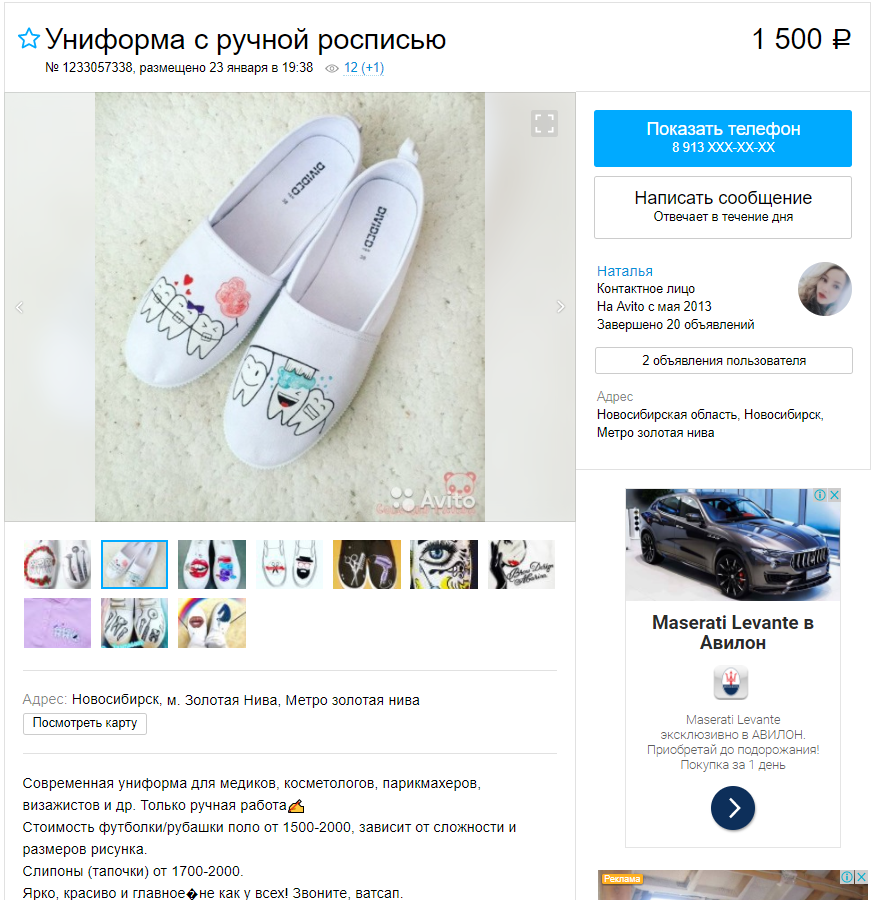 Униформа с ручной росписью
1 500 ₽
№ 1233057338, размещено 23 января в 19:38 12 (+1)
DIVIDED
DIVIDED
Avito
Показать телефон
8 913 XXX-XX-XX
Написать сообщение
Отвечает в течение дня
Наталья
Контактное лицо
На Avito с мая 2013
Завершено 20 объявлений
2 объявления пользователя
Адрес
Новосибирская область, Новосибирск,
Метро золотая нива
Maserati Levante в
Авилон
Maserati Levante
эксклюзивно в АВИЛОН.
Приобретай до подорожания!
Покупка за 1 день
Реклама
Адрес: Новосибирск, м. Золотая Нива, Метро золотая нива
Посмотреть карту
Современная униформа для медиков, косметологов, парикмахеров,
визажистов и др. Только ручная работа✍
Стоимость футболки/рубашки поло от 1500-2000, зависит от сложности и
размеров рисунка.
Слипоны (тапочки) от 1700-2000.
Ярко, красиво и главное�не как у всех! Звоните, ватсап.